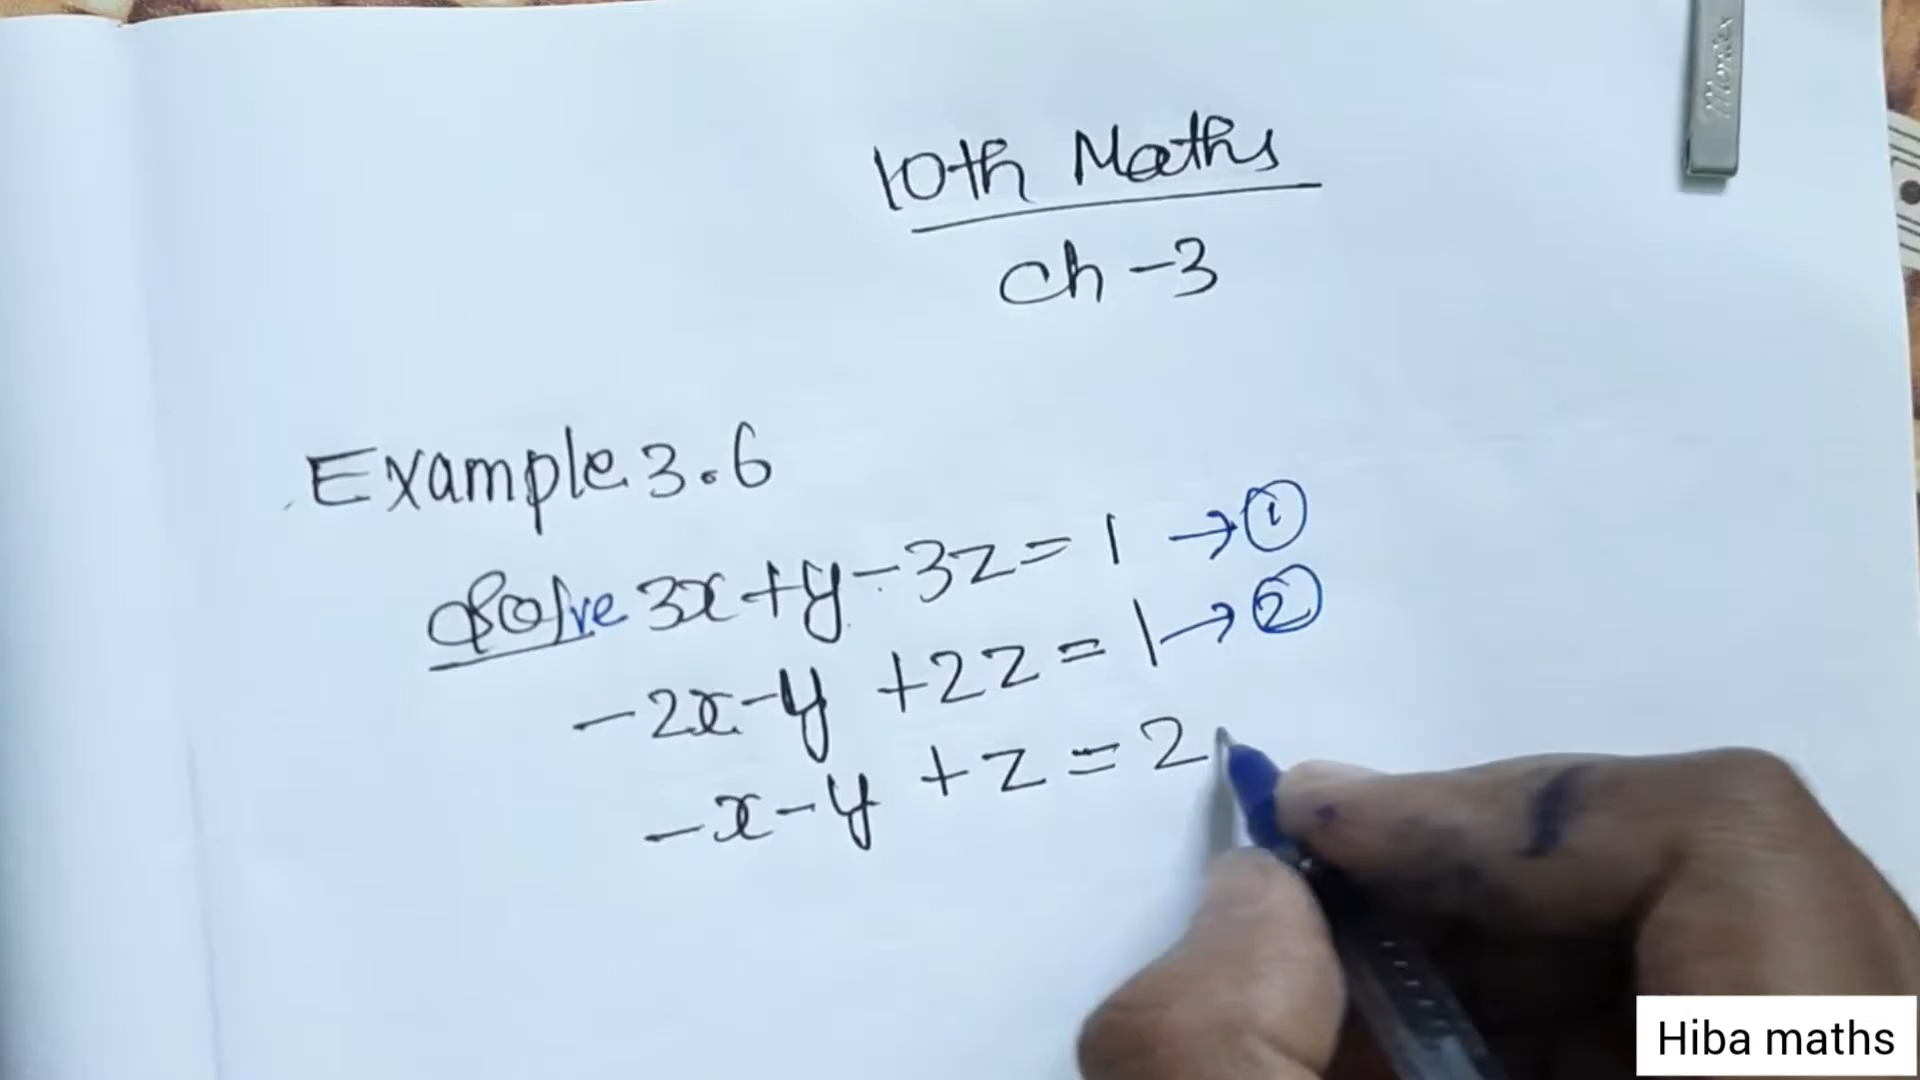 10th Maths
Ch-3
Example 3.6
Solve 3x+y-3z=1 →①
-2x-y+2z=1→②
-x-y+z=2
Montex
Hiba maths